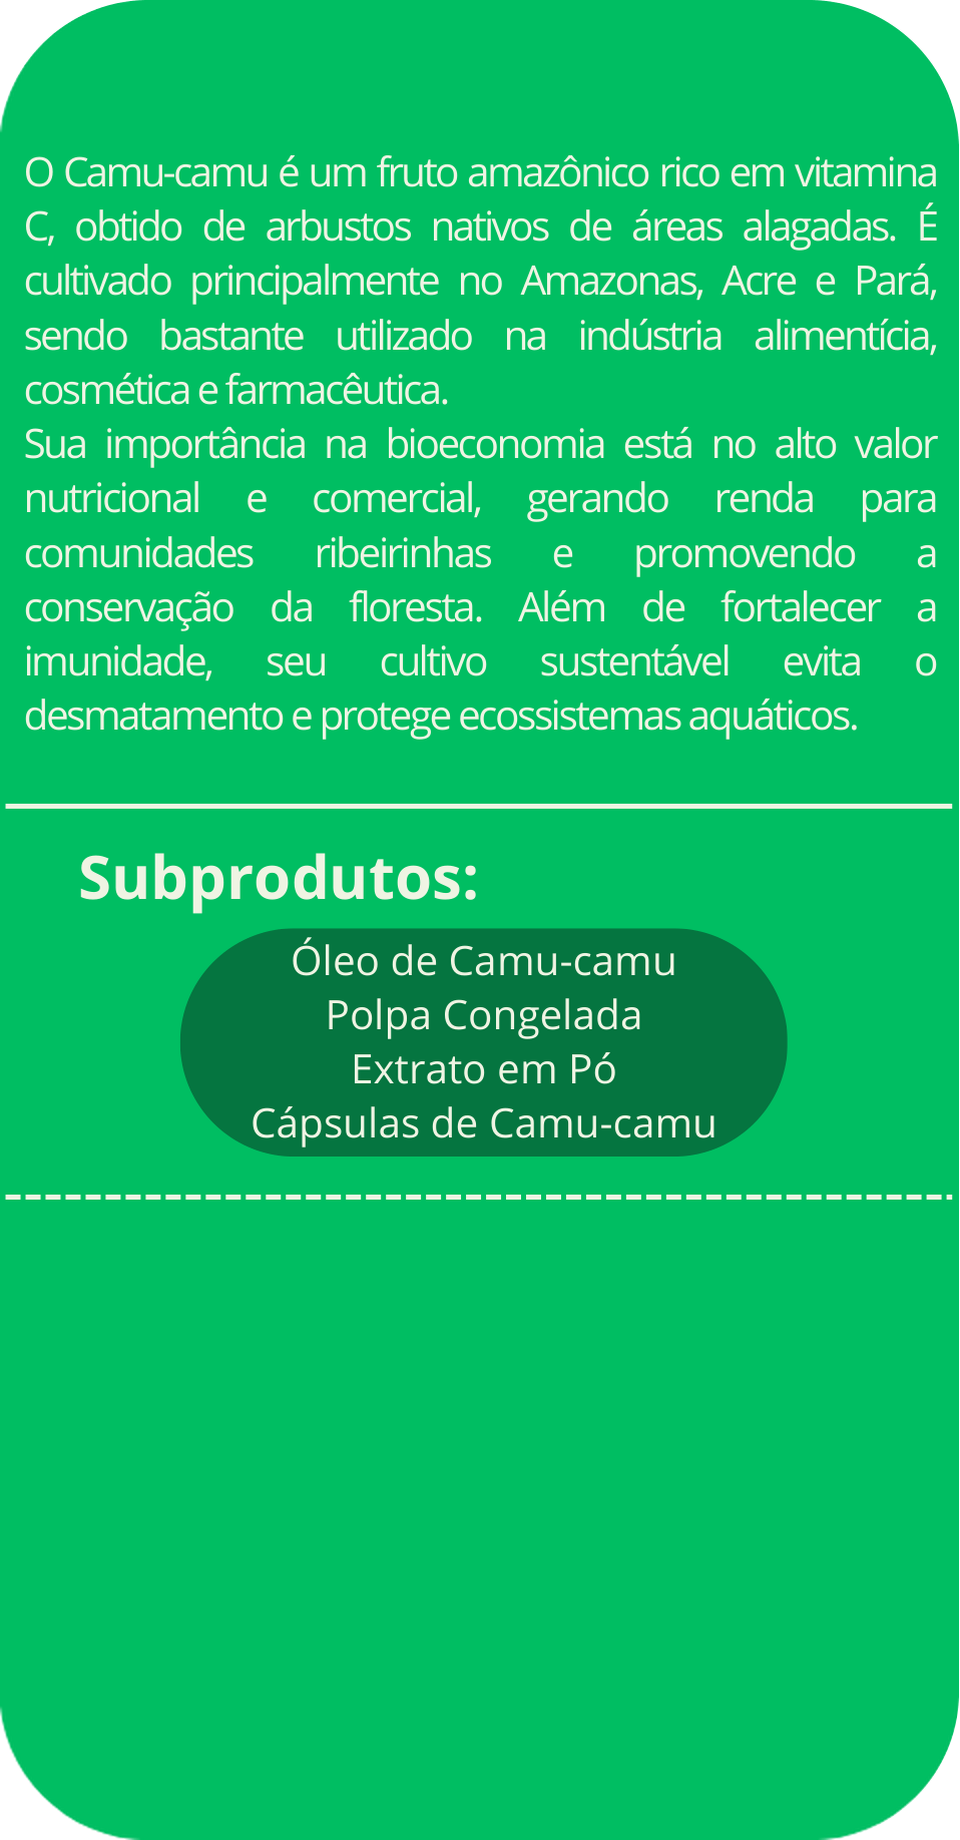 O Camu-camu é um fruto amazônico rico em vitamina
C, obtido de arbustos nativos de áreas alagadas. É
cultivado principalmente no Amazonas, Acre e Pará,
sendo bastante utilizado na indústria alimentícia,
cosmética e farmacêutica.
Sua importância na bioeconomia está no alto valor
nutricional e comercial, gerando renda para
comunidades ribeirinhas e promovendo a
conservação da floresta. Além de fortalecer a
imunidade, seu cultivo sustentável evita o
desmatamento e protege ecossistemas aquáticos.
Subprodutos:
Óleo de Camu-camu
Polpa Congelada
Extrato em Pó
Cápsulas de Camu-camu